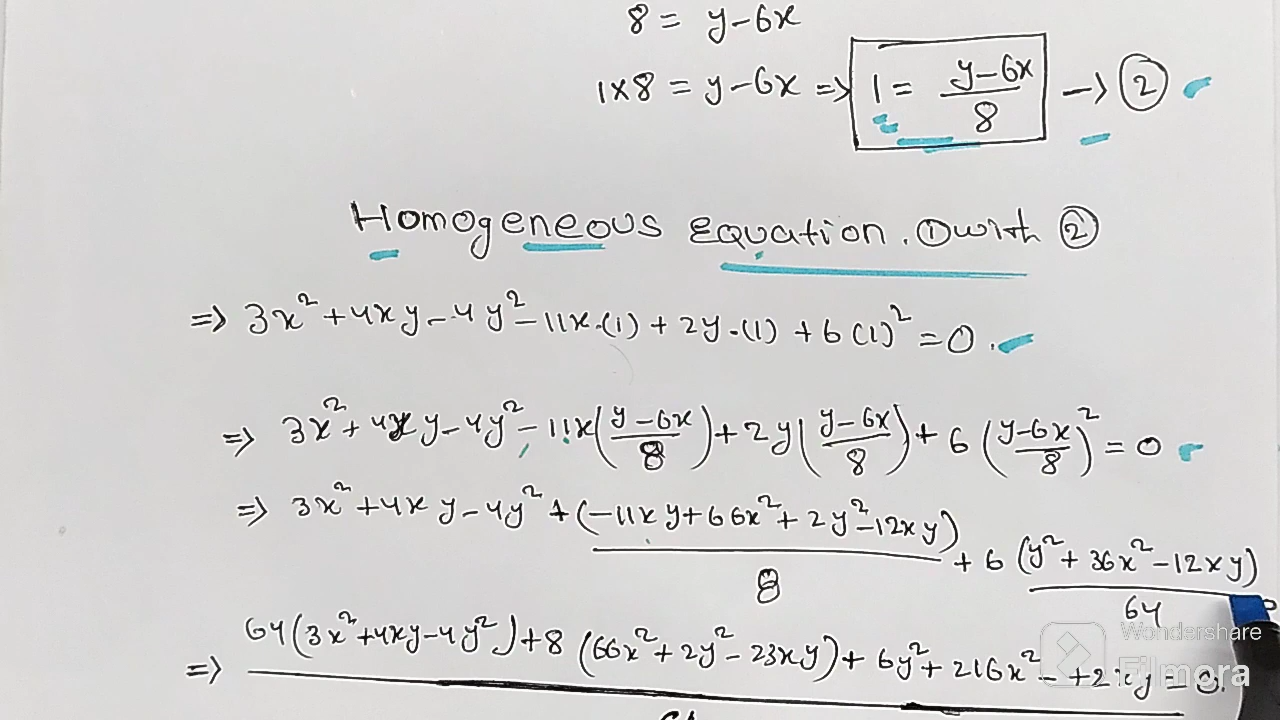 8 = y-6x
1×8 = y-6x => 1 = (y-6x)/8 -> ②
Homogeneous Equation. ① with ②
=> 3x² + 4xy - 4y² - 11x.(1) + 2y.(1) + 6(1)² = 0.
=> 3x² + 4xy - 4y² - 11x((y-6x)/8) + 2y((y-6x)/8) + 6((y-6x)/8)² = 0
=> 3x² + 4xy - 4y² + (-11xy + 66x² + 2y² - 12xy)/8 + 6(y² + 36x² - 12xy)/64
=> 64(3x² + 4xy - 4y²) + 8(66x² + 2y² - 23xy) + 6y² + 216x² -
Wondershare
Filmora